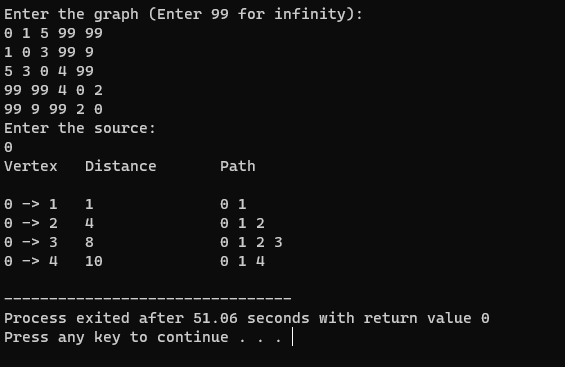 Enter the graph (Enter 99 for infinity):
0 1 5 99 99
1 0 3 99 9
5 3 0 4 99
99 99 4 0 2
99 9 99 2 0
Enter the source:
0
Vertex   Distance       Path

0 -> 1   1              0 1
0 -> 2   4              0 1 2
0 -> 3   8              0 1 2 3
0 -> 4   10             0 1 4

--------------------------------
Process exited after 51.06 seconds with return value 0
Press any key to continue . . .